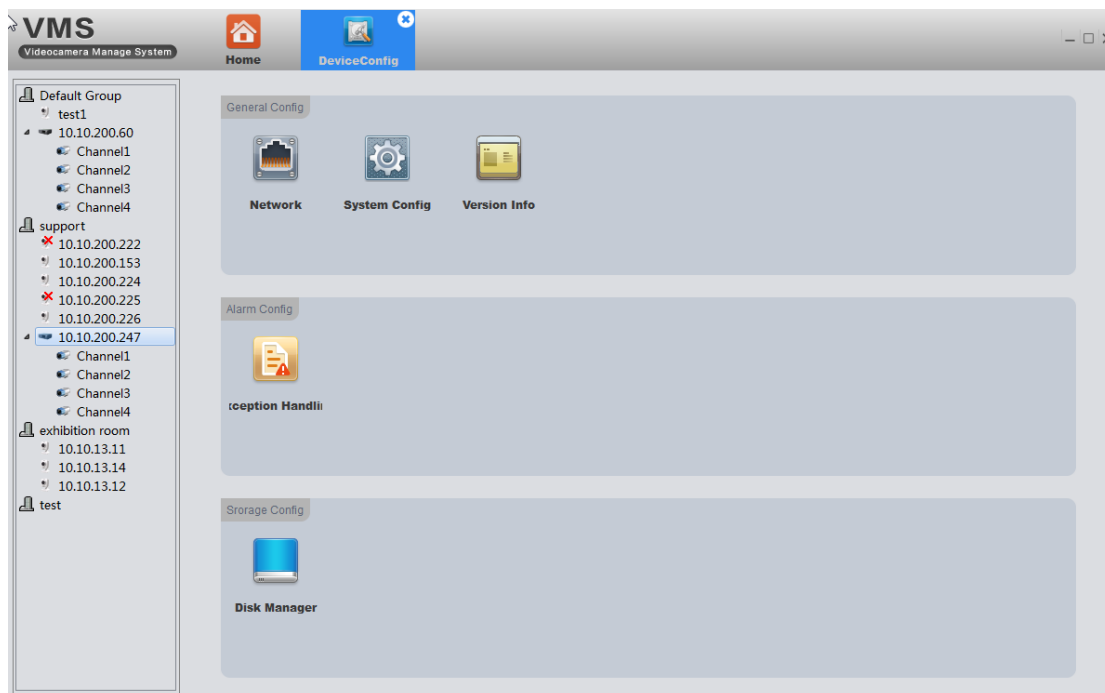 VMS
Videocamera Manage System
Home
DeviceConfig
Default Group
test1
10.10.200.60
Channel1
Channel2
Channel3
Channel4
support
10.10.200.222
10.10.200.153
10.10.200.224
10.10.200.225
10.10.200.226
10.10.200.247
Channel1
Channel2
Channel3
Channel4
exhibition room
10.10.13.11
10.10.13.14
10.10.13.12
test
General Config
Network
System Config
Version Info
Alarm Config
ception Handli
Srorage Config
Disk Manager